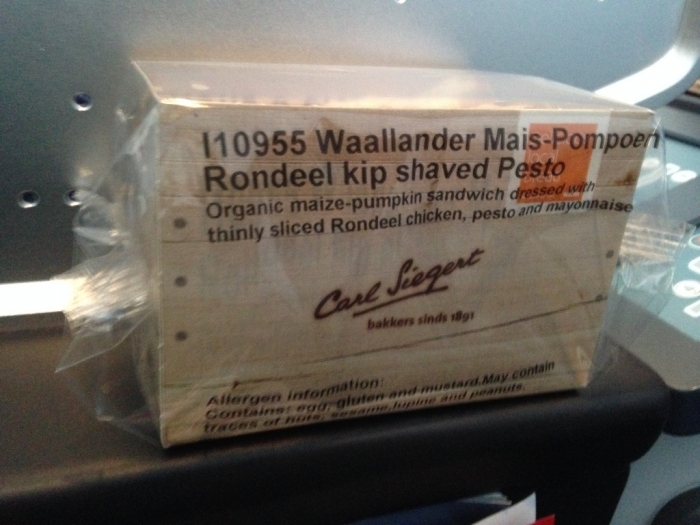 I10955 Waallander Mais-Pompoen
Rondeel kip shaved Pesto
Organic maize-pumpkin sandwich dressed with
thinly sliced Rondeel chicken, pesto and mayonnaise
Carl Siegert
bakkers sinds 1891
Allergen information:
Contains: egg, gluten and mustard.May contain
traces of nuts, sesame,lupine and peanuts.